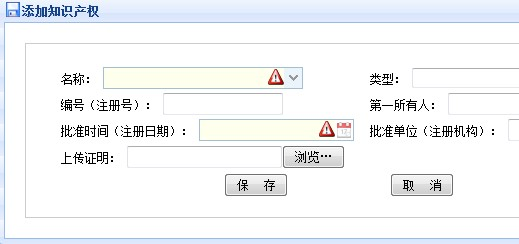 添加知识产权
名称： 类型：
编号（注册号）： 第一所有人：
批准时间（注册日期）： 批准单位（注册机构）：
上传证明： 浏览…
保 存 取 消